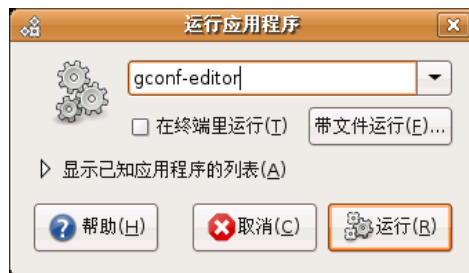 运行应用程序
gconf-editor
在终端里运行(T)
带文件运行(F)...
显示已知应用程序的列表(A)
帮助(H)
取消(C)
运行(R)